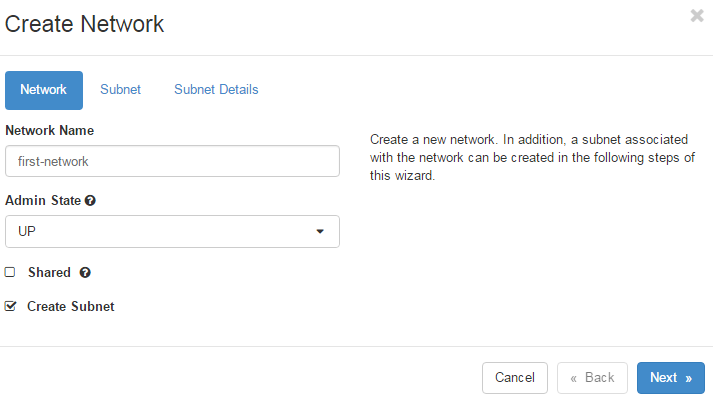 Create Network
Network Subnet Subnet Details
Network Name
first-network
Admin State
UP
Shared
Create Subnet
Create a new network. In addition, a subnet associated
with the network can be created in the following steps of
this wizard.
Cancel « Back Next »